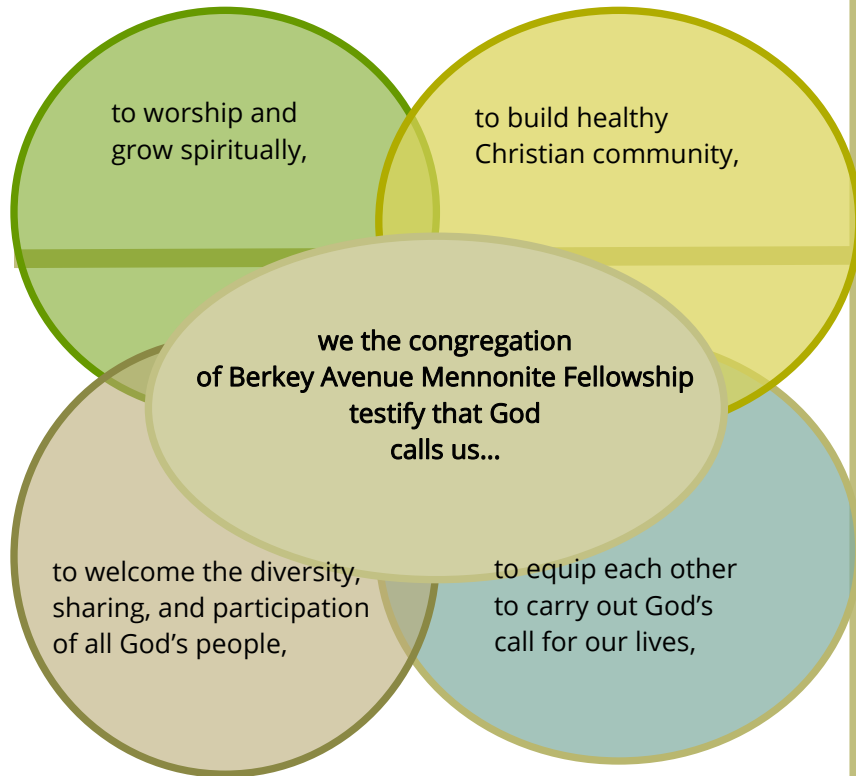 to worship and
grow spiritually,
to build healthy
Christian community,
we the congregation
of Berkey Avenue Mennonite Fellowship
testify that God
calls us...
to welcome the diversity,
sharing, and participation
of all God’s people,
to equip each other
to carry out God’s
call for our lives,